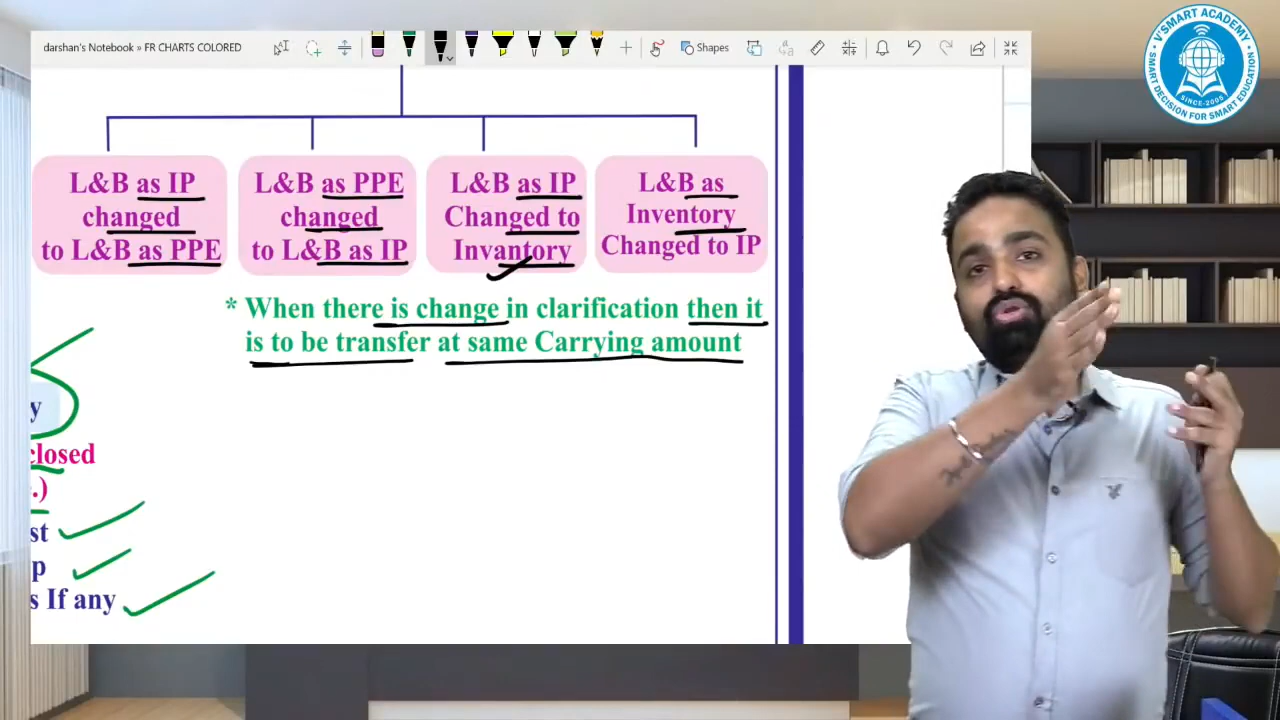 darshan's Notebook » FR CHARTS COLORED
Shapes
V'SMART ACADEMY
SMART DECISION FOR SMART EDUCATION
SINCE-2005
L&B as IP
changed
to L&B as PPE
L&B as PPE
changed
to L&B as IP
L&B as IP
Changed to
Invantory
L&B as
Inventory
Changed to IP
* When there is change in clarification then it
is to be transfer at same Carrying amount
y
closed
.)
st
p
s If any